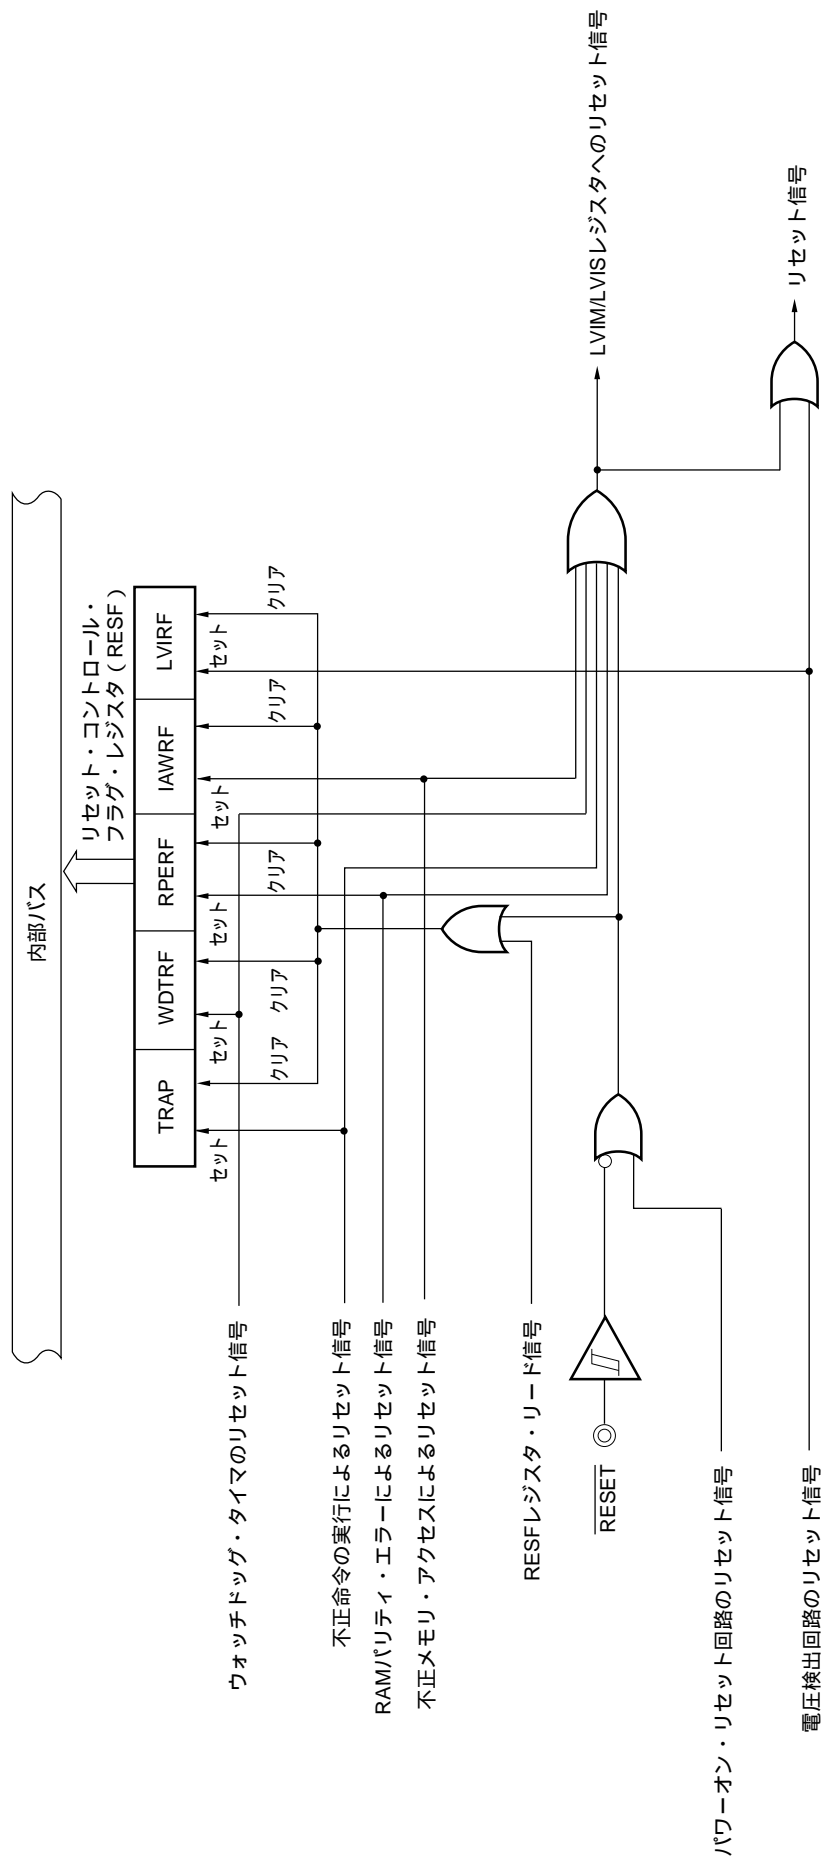 内部バス
リセット・コントロール・
フラグ・レジスタ（RESF）
TRAP
WDTRF
RPERF
IAWRF
LVIRF
セット
クリア
セット
クリア
セット
クリア
セット
クリア
セット
クリア
ウォッチドッグ・タイマのリセット信号
不正命令の実行によるリセット信号
RAMパリティ・エラーによるリセット信号
不正メモリ・アクセスによるリセット信号
RESFレジスタ・リード信号
RESET
パワーオン・リセット回路のリセット信号
電圧検出回路のリセット信号
LVIM/LVISレジスタへのリセット信号
リセット信号